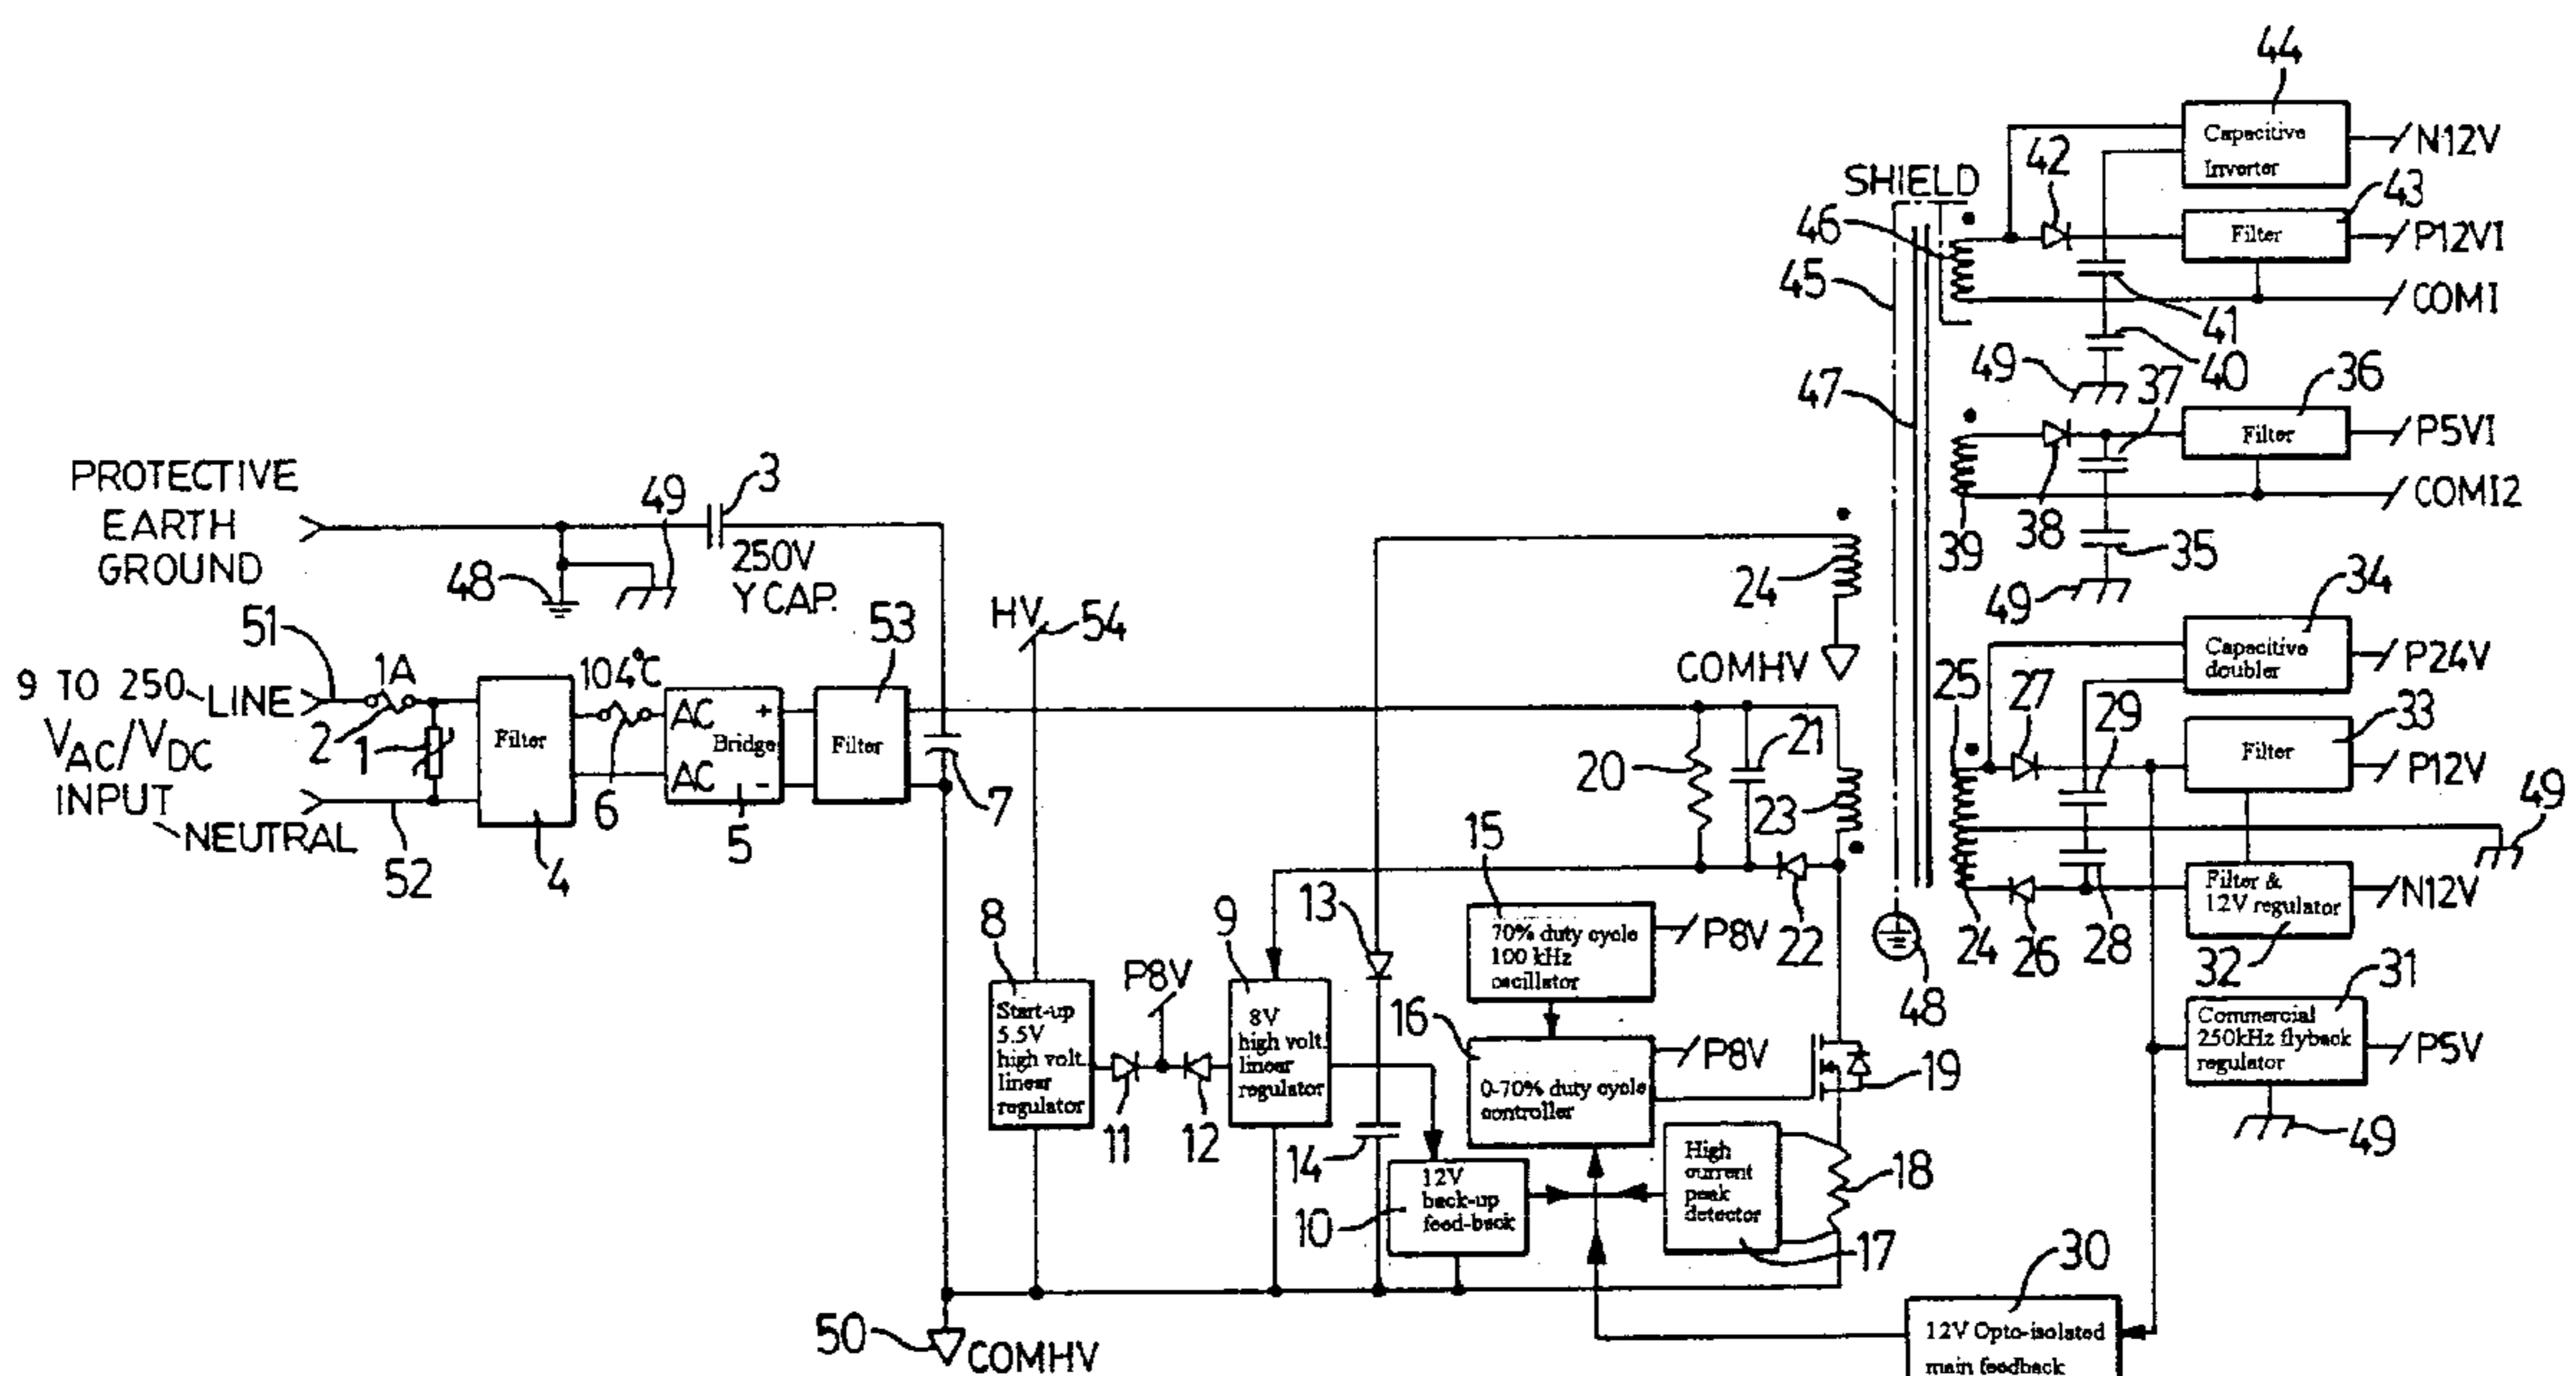 44
Capacitive
Inverter
N12V
42
SHIELD
43
46
Filter
P12VI
45
COMI
41
40
49
37
36
47
Filter
P5VI
COMI2
39
38
35
49
PROTECTIVE
EARTH
GROUND
49
3
250V
Y CAP.
48
24
COMHV
34
Capacitive
doubler
P24V
51
1A
104°C
53
HV
54
9 TO 250
VAC/VDC
INPUT
LINE
2
1
Filter
AC
AC
+
-
Bridge
Filter
6
5
7
NEUTRAL
52
4
20
21
23
25
27
29
33
Filter
P12V
49
15
22
24
26
28
Filter &
12V regulator
N12V
32
8
Start-up
5.5V
high volt.
linear
regulator
P8V
11
12
9
8V
high volt.
linear
regulator
13
14
70% duty cycle
100 kHz
oscillator
P8V
48
31
Commercial
250kHz flyback
regulator
P5V
49
16
0-70% duty cycle
controller
P8V
19
10
12V
back-up
feed-back
High
current
peak
detector
18
17
30
12V Opto-isolated
main feedback
50
COMHV